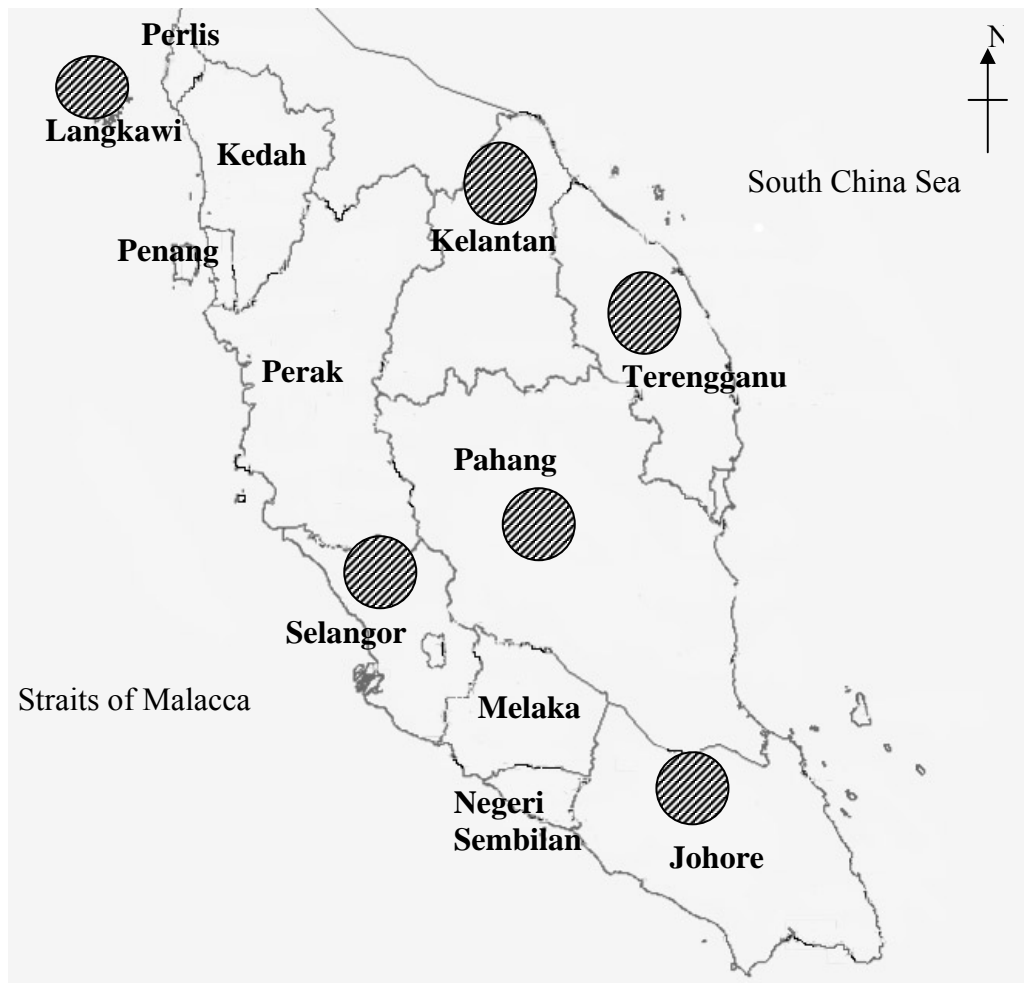 Perlis
N
Langkawi
Kedah
South China Sea
Penang
Kelantan
Perak
Terengganu
Pahang
Selangor
Straits of Malacca
Melaka
Negeri
Sembilan
Johore